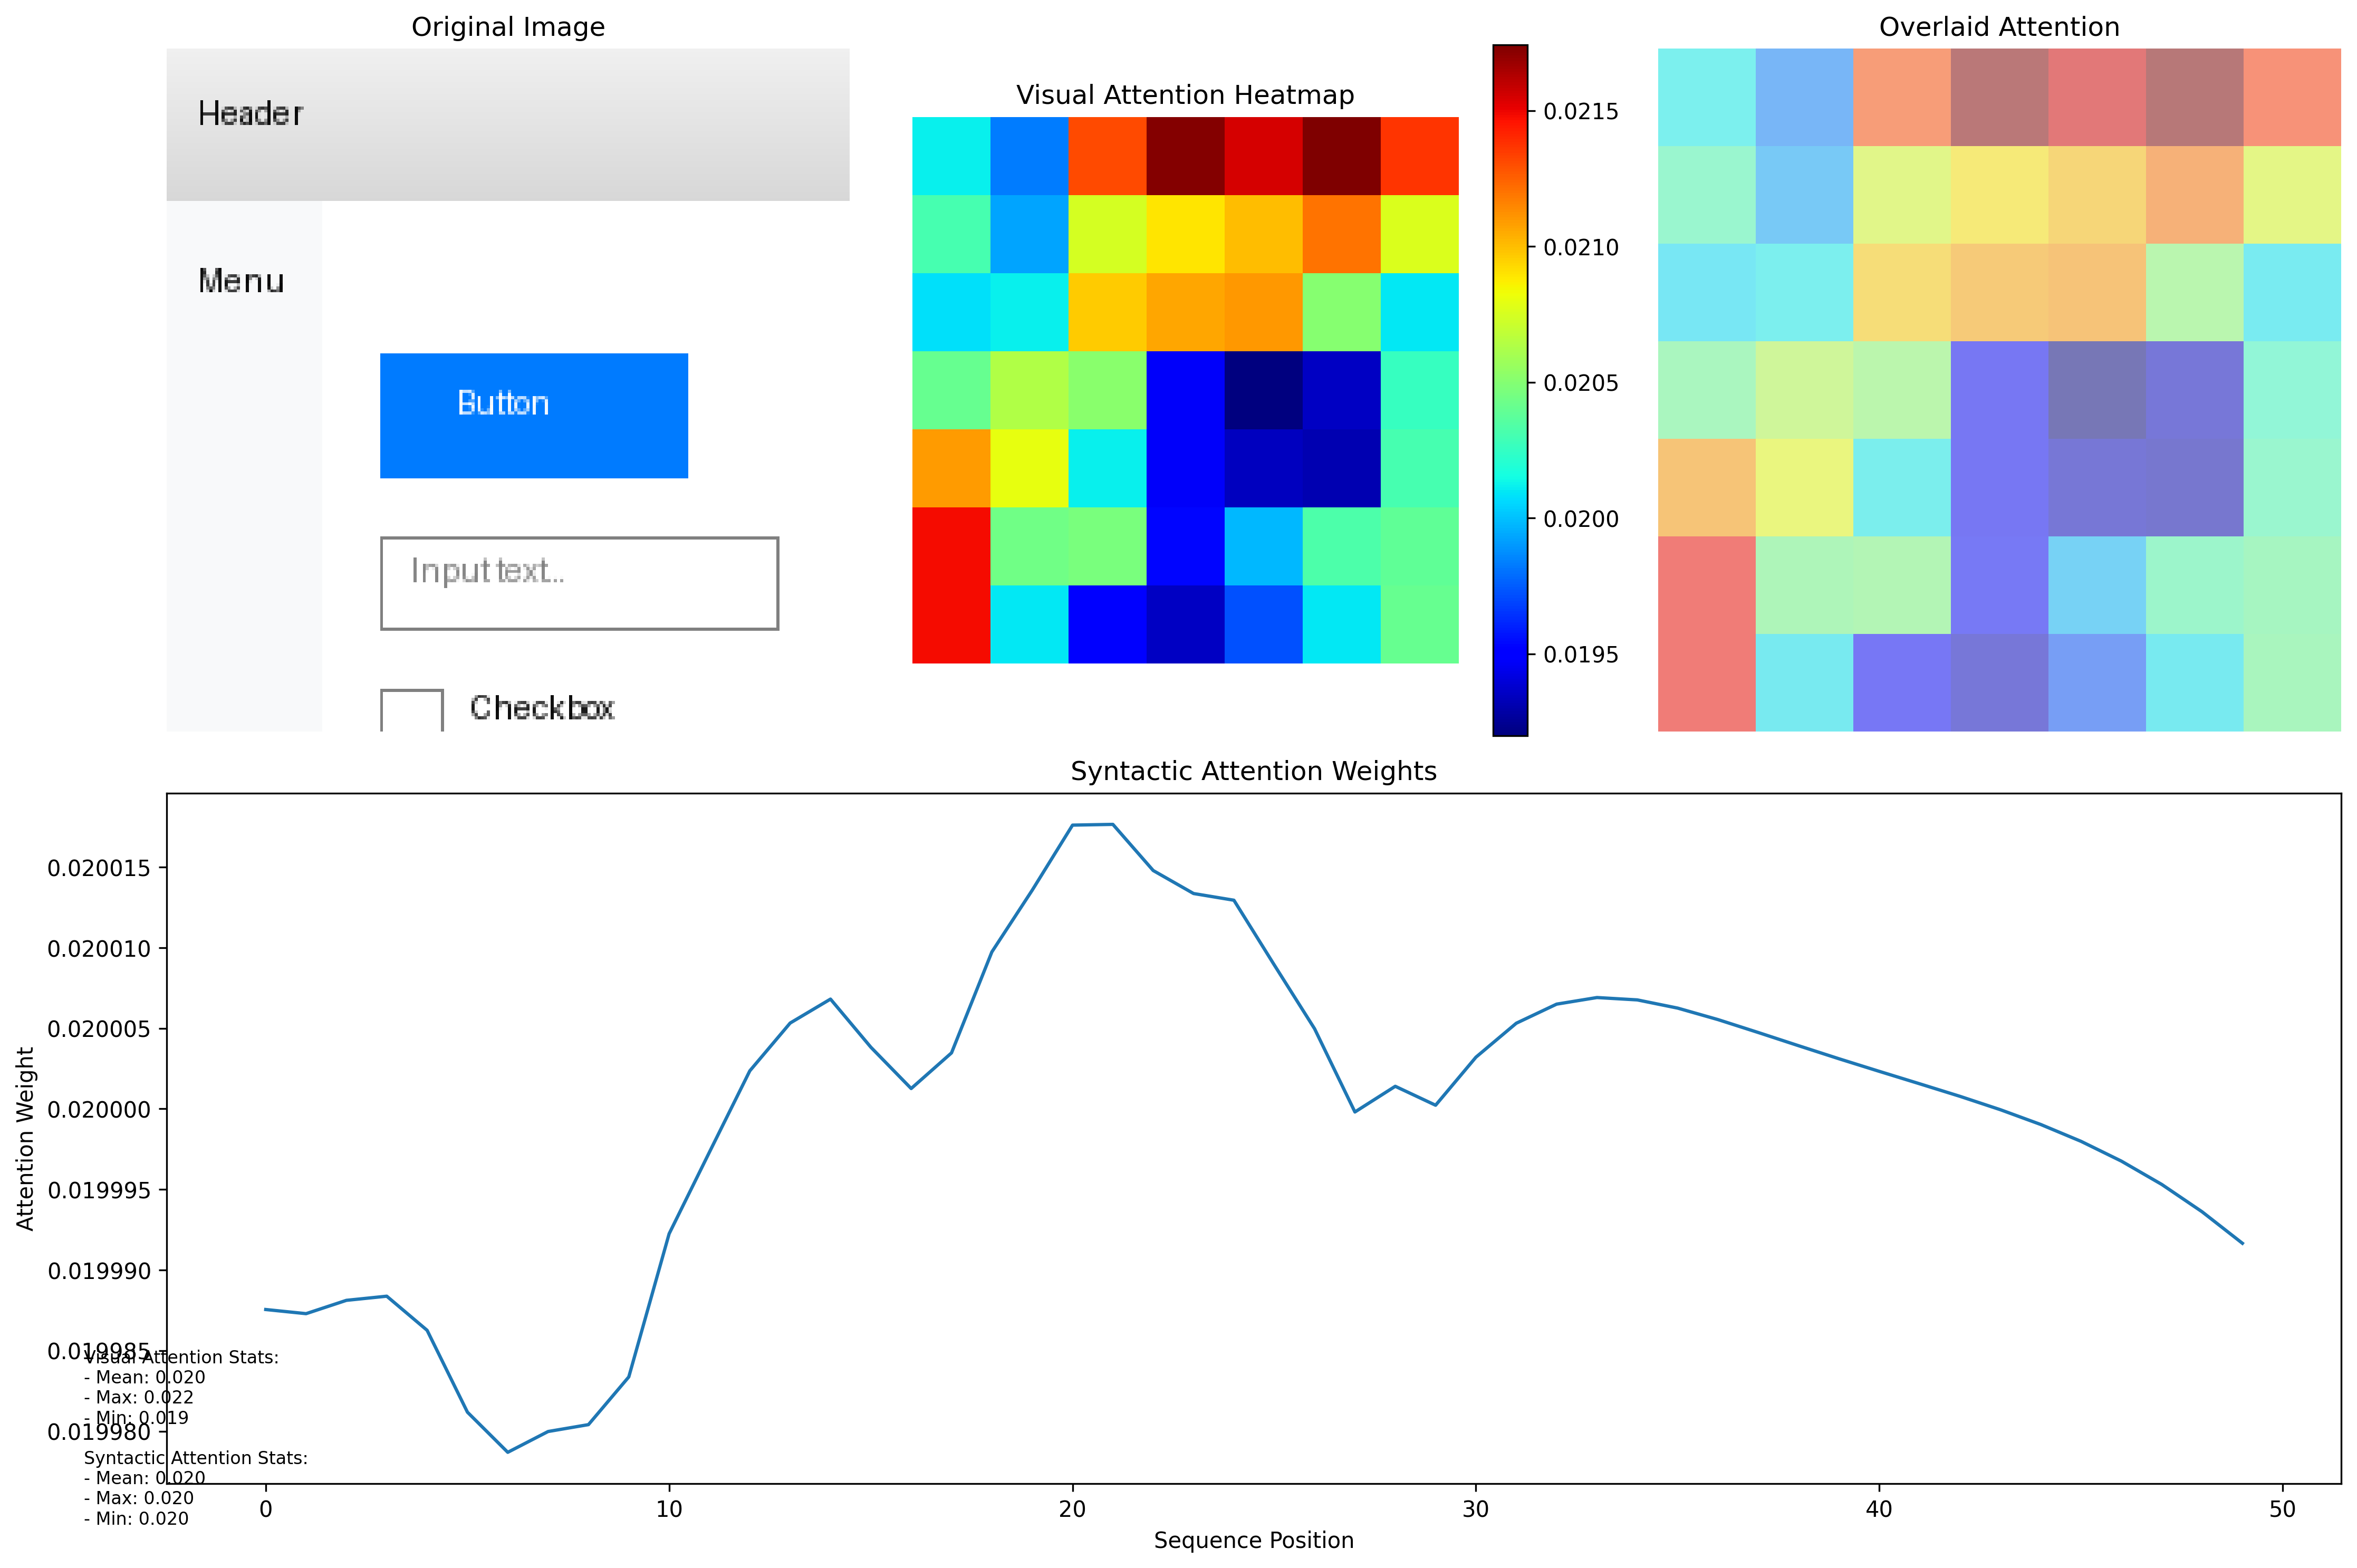 Original Image
Header
Menu
Button
Input text..
Checkbox
Visual Attention Heatmap
0.0215
0.0210
0.0205
0.0200
0.0195
Overlaid Attention
Syntactic Attention Weights
Attention Weight
0.020015
0.020010
0.020005
0.020000
0.019995
0.019990
0.019985
0.019980
Visual Attention Stats:
- Mean: 0.020
- Max: 0.022
- Min: 0.019
Syntactic Attention Stats:
- Mean: 0.020
- Max: 0.020
- Min: 0.020
0 10 20 30 40 50
Sequence Position